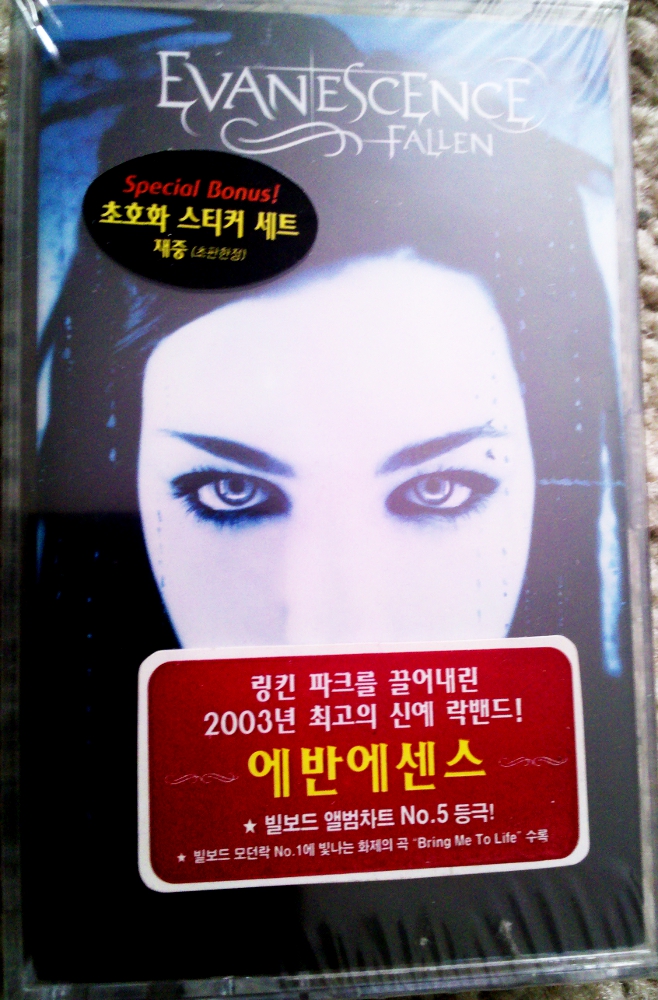 EVANESCENCE
FALLEN
Special Bonus!
초호화 스티커 세트
재중 (초판한정)
링킨 파크를 끌어내린
2003년 최고의 신예 락밴드!
에반에센스
★ 빌보드 앨범차트 No.5 등극!
★ 빌보드 모던락 No.1에 빛나는 화제의 곡 "Bring Me To Life" 수록